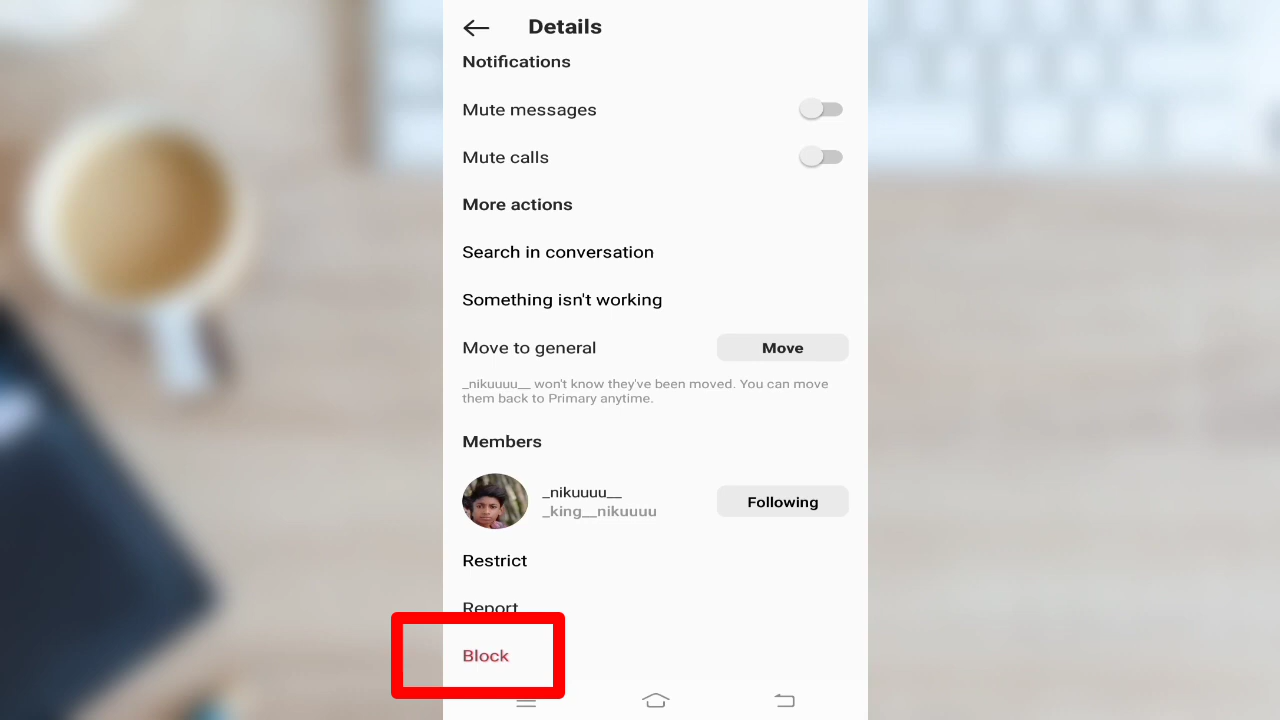 Details
Notifications
Mute messages
Mute calls
More actions
Search in conversation
Something isn't working
Move to general
Move
_nikuuuu__ won't know they've been moved. You can move
them back to Primary anytime.
Members
_nikuuuu__
_king__nikuuuu
Following
Restrict
Report
Block